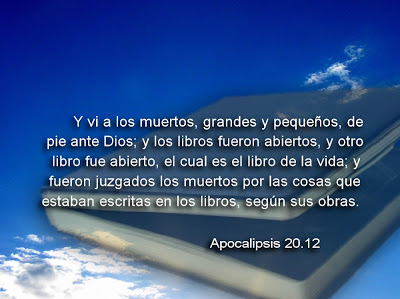 Y vi a los muertos, grandes y pequeños, de
pie ante Dios; y los libros fueron abiertos, y otro
libro fue abierto, el cual es el libro de la vida; y
fueron juzgados los muertos por las cosas que
estaban escritas en los libros, según sus obras.
Apocalipsis 20.12